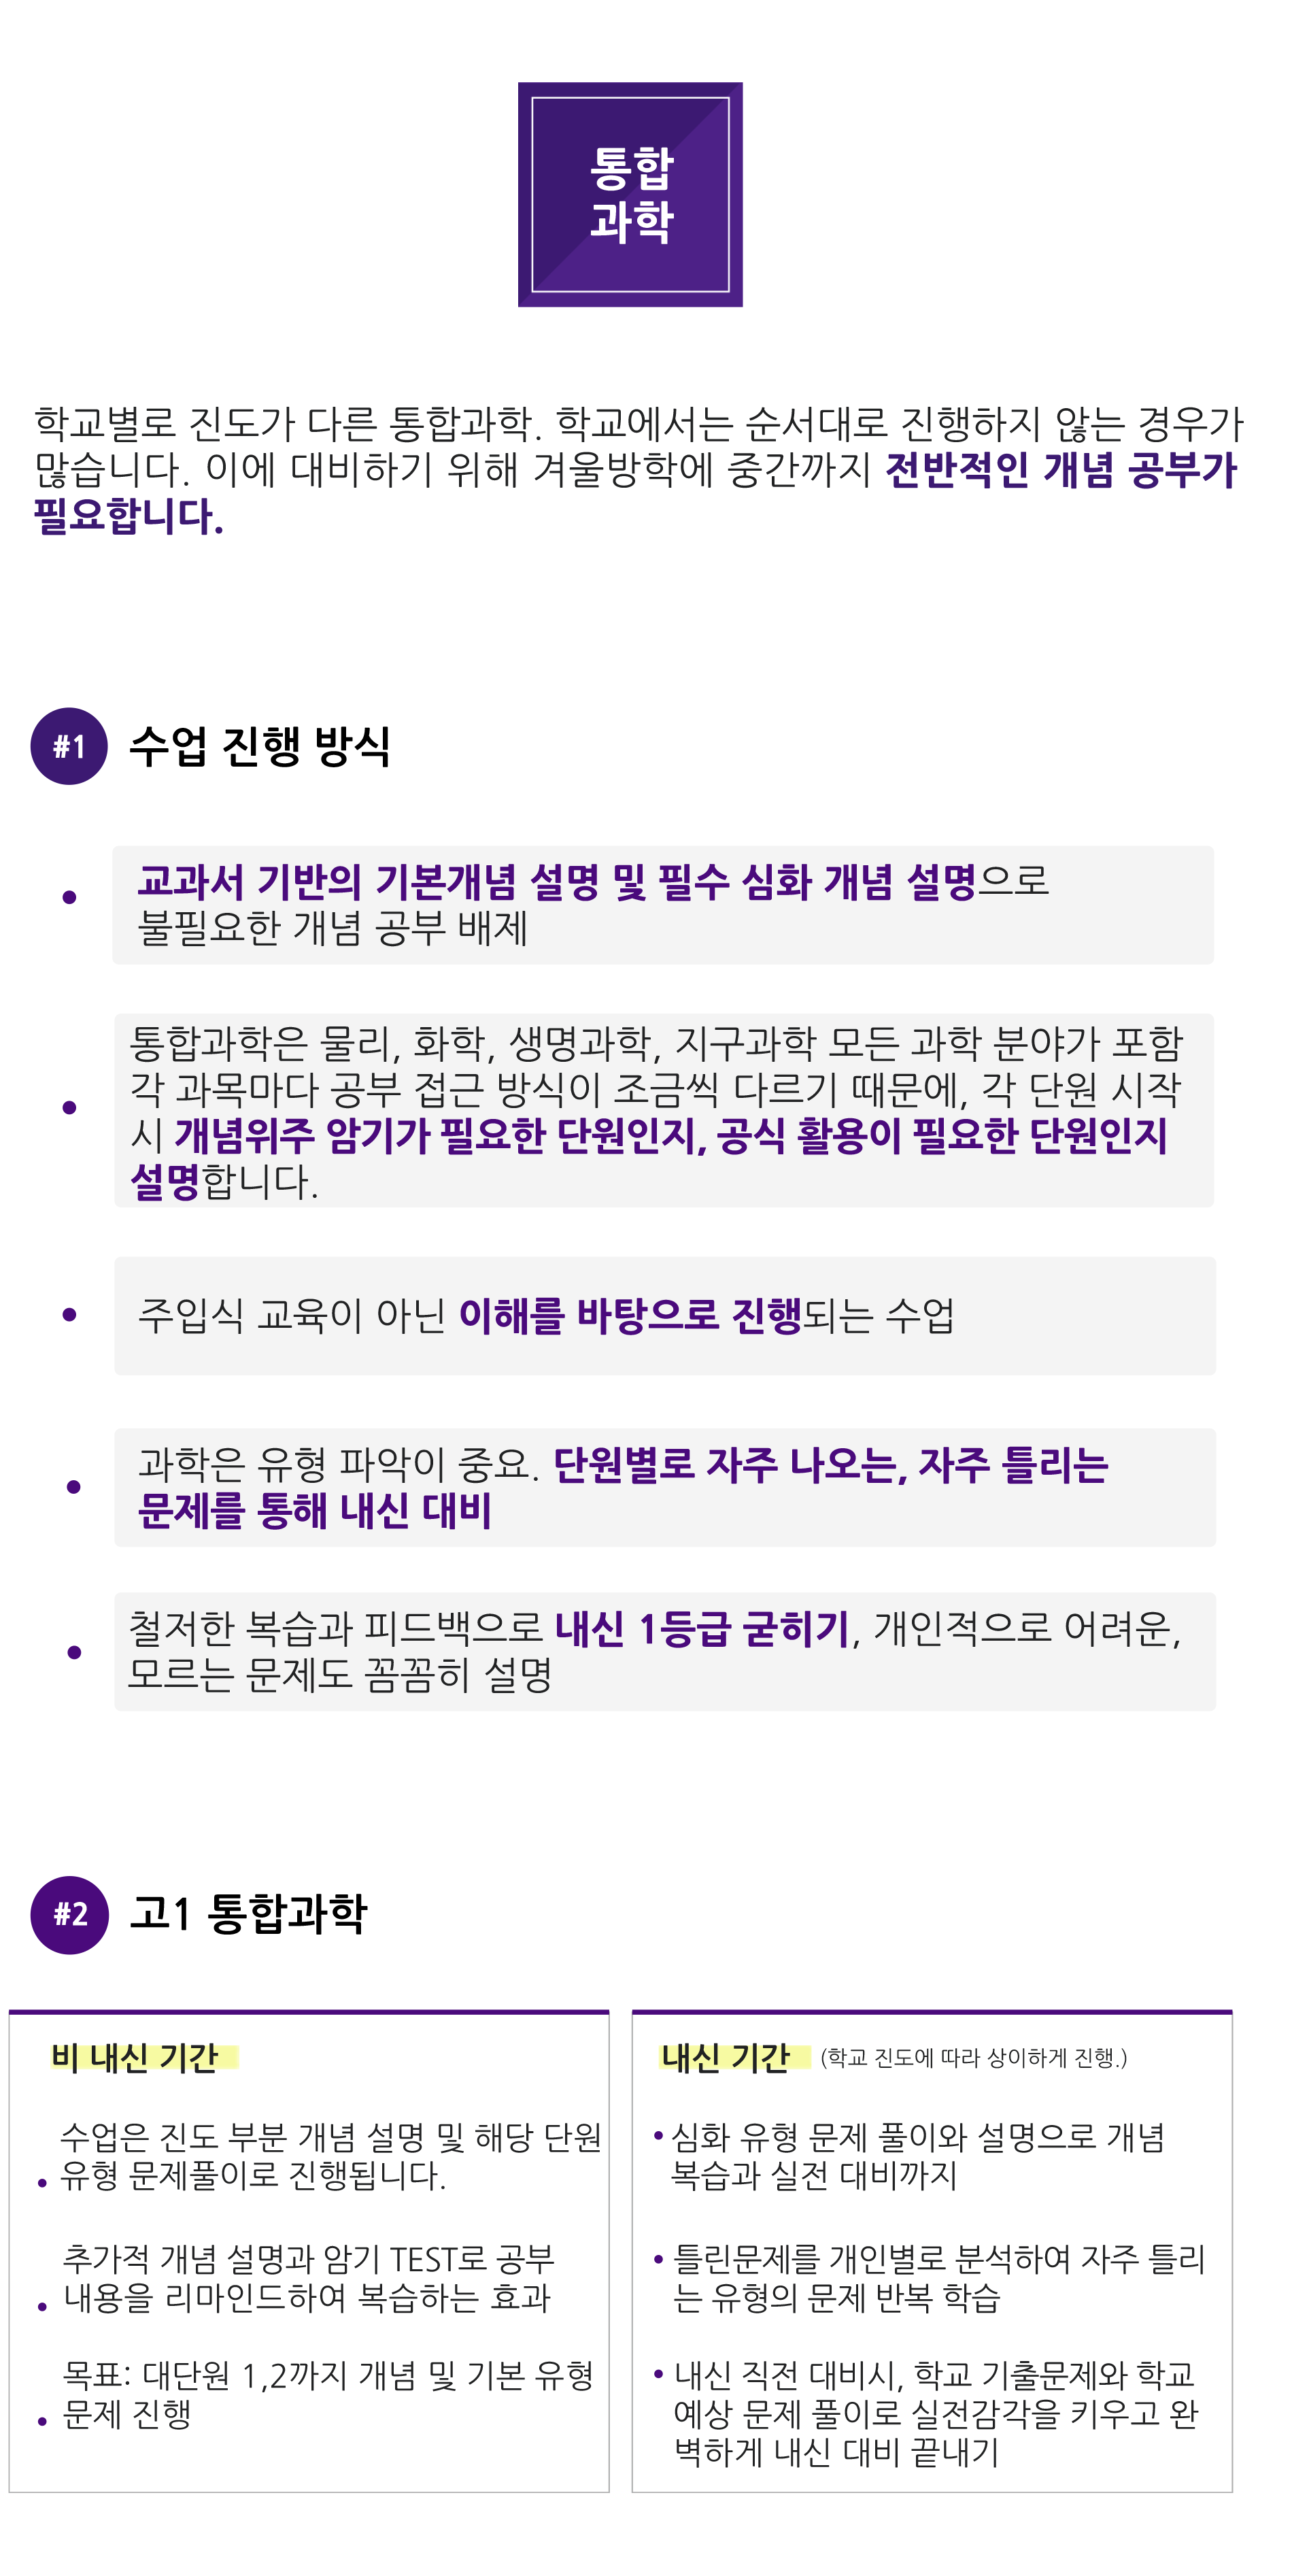 통합
과학
학교별로 진도가 다른 통합과학. 학교에서는 순서대로 진행하지 않는 경우가
많습니다. 이에 대비하기 위해 겨울방학에 중간까지 전반적인 개념 공부가
필요합니다.
#1 수업 진행 방식
교과서 기반의 기본개념 설명 및 필수 심화 개념 설명으로
불필요한 개념 공부 배제
통합과학은 물리, 화학, 생명과학, 지구과학 모든 과학 분야가 포함
각 과목마다 공부 접근 방식이 조금씩 다르기 때문에, 각 단원 시작
시 개념위주 암기가 필요한 단원인지, 공식 활용이 필요한 단원인지
설명합니다.
주입식 교육이 아닌 이해를 바탕으로 진행되는 수업
과학은 유형 파악이 중요. 단원별로 자주 나오는, 자주 틀리는
문제를 통해 내신 대비
철저한 복습과 피드백으로 내신 1등급 굳히기, 개인적으로 어려운,
모르는 문제도 꼼꼼히 설명
#2 고1 통합과학
비 내신 기간
수업은 진도 부분 개념 설명 및 해당 단원
유형 문제풀이로 진행됩니다.
추가적 개념 설명과 암기 TEST로 공부
내용을 리마인드하여 복습하는 효과
목표: 대단원 1,2까지 개념 및 기본 유형
문제 진행
내신 기간 (학교 진도에 따라 상이하게 진행.)
심화 유형 문제 풀이와 설명으로 개념
복습과 실전 대비까지
틀린문제를 개인별로 분석하여 자주 틀리
는 유형의 문제 반복 학습
내신 직전 대비시, 학교 기출문제와 학교
예상 문제 풀이로 실전감각을 키우고 완
벽하게 내신 대비 끝내기